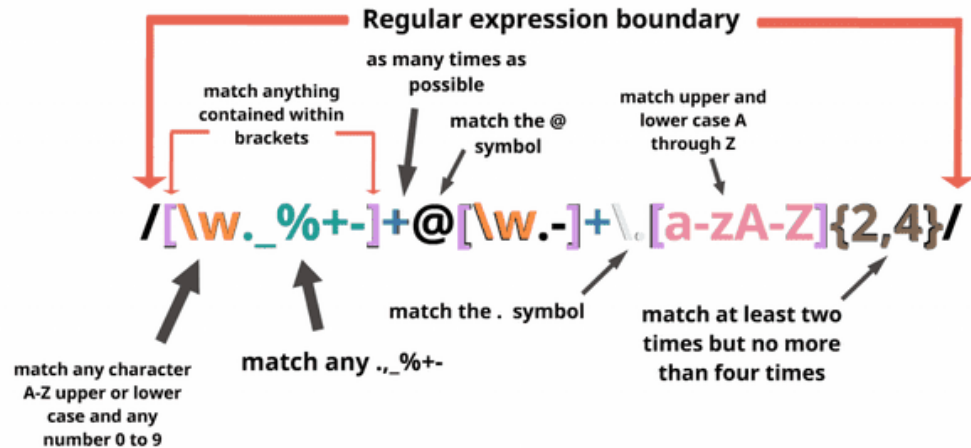 Regular expression boundary
as many times as
possible
match anything
contained within
brackets
match the @
symbol
match upper and
lower case A
through Z
/[\w._%+-]+@[\w.-]+\.[a-zA-Z]{2,4}/
match the . symbol
match at least two
times but no more
than four times
match any .,_%+-
match any character
A-Z upper or lower
case and any
number 0 to 9